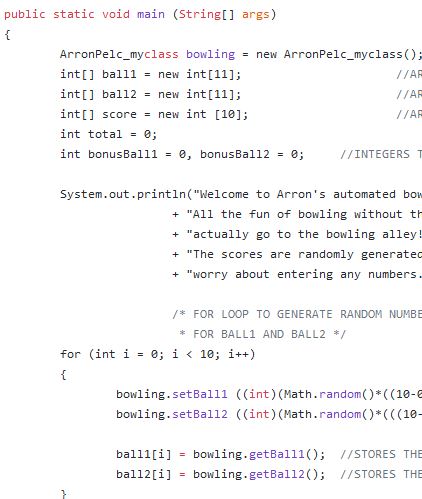 public static void main (String[] args)
{
ArronPelc_myclass bowling = new ArronPelc_myclass();
int[] ball1 = new int[11]; //AR
int[] ball2 = new int[11]; //AR
int[] score = new int [10]; //AR
int total = 0;
int bonusBall1 = 0, bonusBall2 = 0; //INTEGERS T
System.out.println("Welcome to Arron's automated bow
+ "All the fun of bowling without th
+ "actually go to the bowling alley!
+ "The scores are randomly generated
+ "worry about entering any numbers.
/* FOR LOOP TO GENERATE RANDOM NUMBE
* FOR BALL1 AND BALL2 */
for (int i = 0; i < 10; i++)
{
bowling.setBall1 ((int)(Math.random()*((10-0
bowling.setBall2 ((int)(Math.random()*(((10-
ball1[i] = bowling.getBall1(); //STORES THE
ball2[i] = bowling.getBall2(); //STORES THE
}